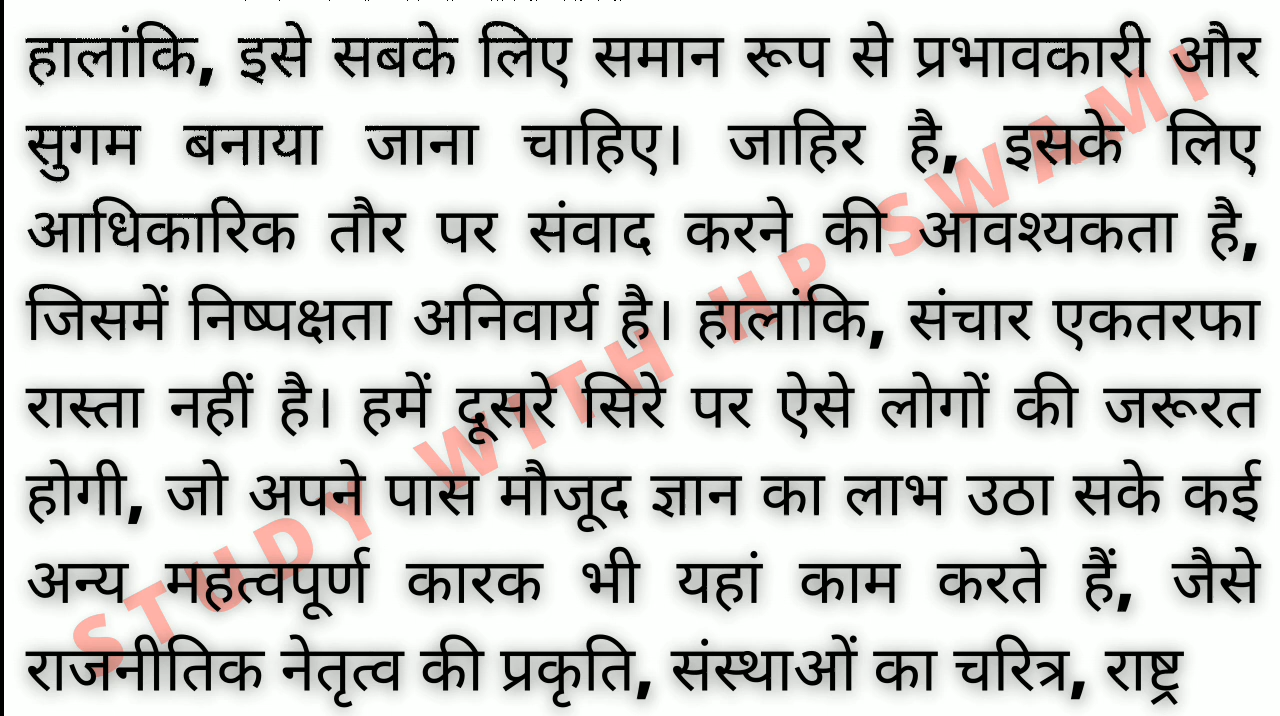 हालांकि, इसे सबके लिए समान रूप से प्रभावकारी और
सुगम बनाया जाना चाहिए। जाहिर है, इसके लिए
आधिकारिक तौर पर संवाद करने की आवश्यकता है,
जिसमें निष्पक्षता अनिवार्य है। हालांकि, संचार एकतरफा
रास्ता नहीं है। हमें दूसरे सिरे पर ऐसे लोगों की जरूरत
होगी, जो अपने पास मौजूद ज्ञान का लाभ उठा सके कई
अन्य महत्वपूर्ण कारक भी यहां काम करते हैं, जैसे
राजनीतिक नेतृत्व की प्रकृति, संस्थाओं का चरित्र, राष्ट्र
STUDY WITH HP SWAMI